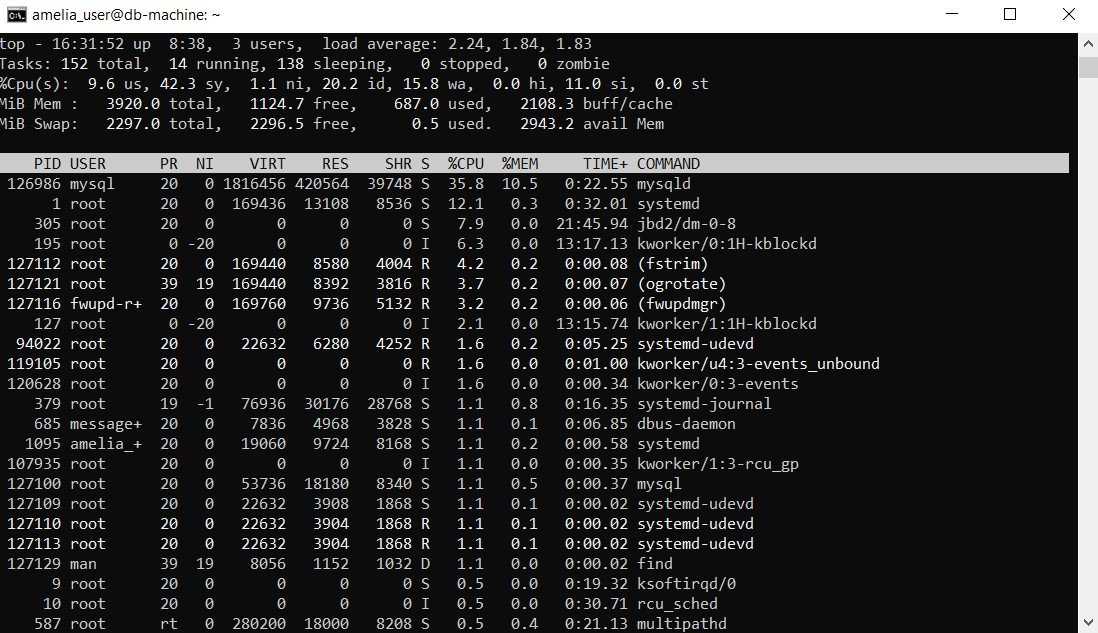 amelia_user@db-machine: ~
top - 16:31:52 up  8:38,  3 users,  load average: 2.24, 1.84, 1.83
Tasks: 152 total,  14 running, 138 sleeping,   0 stopped,   0 zombie
%Cpu(s):  9.6 us, 42.3 sy,  1.1 ni, 20.2 id, 15.8 wa,  0.0 hi, 11.0 si,  0.0 st
MiB Mem :   3920.0 total,   1124.7 free,    687.0 used,   2108.3 buff/cache
MiB Swap:   2297.0 total,   2296.5 free,      0.5 used.   2943.2 avail Mem
PID USER      PR  NI    VIRT    RES    SHR S  %CPU  %MEM     TIME+ COMMAND
126986 mysql     20   0 1816456 420564  39748 S  35.8  10.5   0:22.55 mysqld
1 root      20   0  169436  13108   8536 S  12.1   0.3   0:32.01 systemd
305 root      20   0       0      0      0 S   7.9   0.0  21:45.94 jbd2/dm-0-8
195 root       0 -20       0      0      0 I   6.3   0.0  13:17.13 kworker/0:1H-kblockd
127112 root      20   0  169440   8580   4004 R   4.2   0.2   0:00.08 (fstrim)
127121 root      39  19  169440   8392   3816 R   3.7   0.2   0:00.07 (ogrotate)
127116 fwupd-r+  20   0  169760   9736   5132 R   3.2   0.2   0:00.06 (fwupdmgr)
127 root       0 -20       0      0      0 I   2.1   0.0  13:15.74 kworker/1:1H-kblockd
94022 root      20   0   22632   6280   4252 R   1.6   0.2   0:05.25 systemd-udevd
119105 root      20   0       0      0      0 R   1.6   0.0   0:01.00 kworker/u4:3-events_unbound
120628 root      20   0       0      0      0 I   1.6   0.0   0:00.34 kworker/0:3-events
379 root      19  -1   76936  30176  28768 S   1.1   0.8   0:16.35 systemd-journal
685 message+  20   0    7836   4968   3828 S   1.1   0.1   0:06.85 dbus-daemon
1095 amelia_+  20   0   19060   9724   8168 S   1.1   0.2   0:00.58 systemd
107935 root      20   0       0      0      0 I   1.1   0.0   0:00.35 kworker/1:3-rcu_gp
127100 root      20   0   53736  18180   8340 S   1.1   0.5   0:00.37 mysql
127109 root      20   0   22632   3908   1868 S   1.1   0.1   0:00.02 systemd-udevd
127110 root      20   0   22632   3904   1868 R   1.1   0.1   0:00.02 systemd-udevd
127113 root      20   0   22632   3904   1868 R   1.1   0.1   0:00.02 systemd-udevd
127129 man       39  19    8056   1152   1032 D   1.1   0.0   0:00.02 find
9 root      20   0       0      0      0 S   0.5   0.0   0:19.32 ksoftirqd/0
10 root      20   0       0      0      0 I   0.5   0.0   0:30.71 rcu_sched
587 root      rt   0  280200  18000   8208 S   0.5   0.4   0:21.13 multipathd